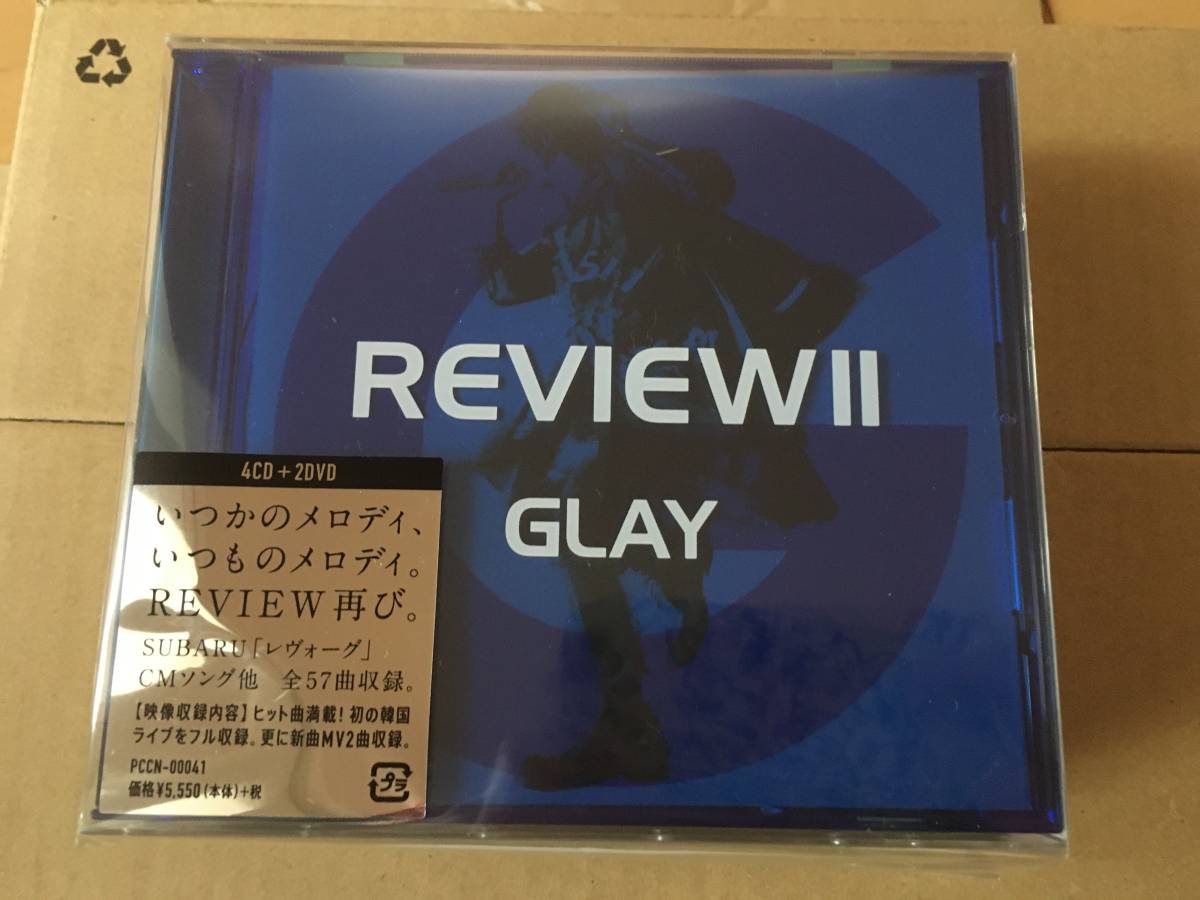 REVIEW II
GLAY
4CD+2DVD
いつかのメロディ、
いつものメロディ。
REVIEW再び。
SUBARU「レヴォーグ」
CMソング他 全57曲収録。
【映像収録内容】ヒット曲満載!初の韓国
ライブをフル収録。更に新曲MV2曲収録。
PCCN-00041
価格¥5,550(本体)+税
プラ